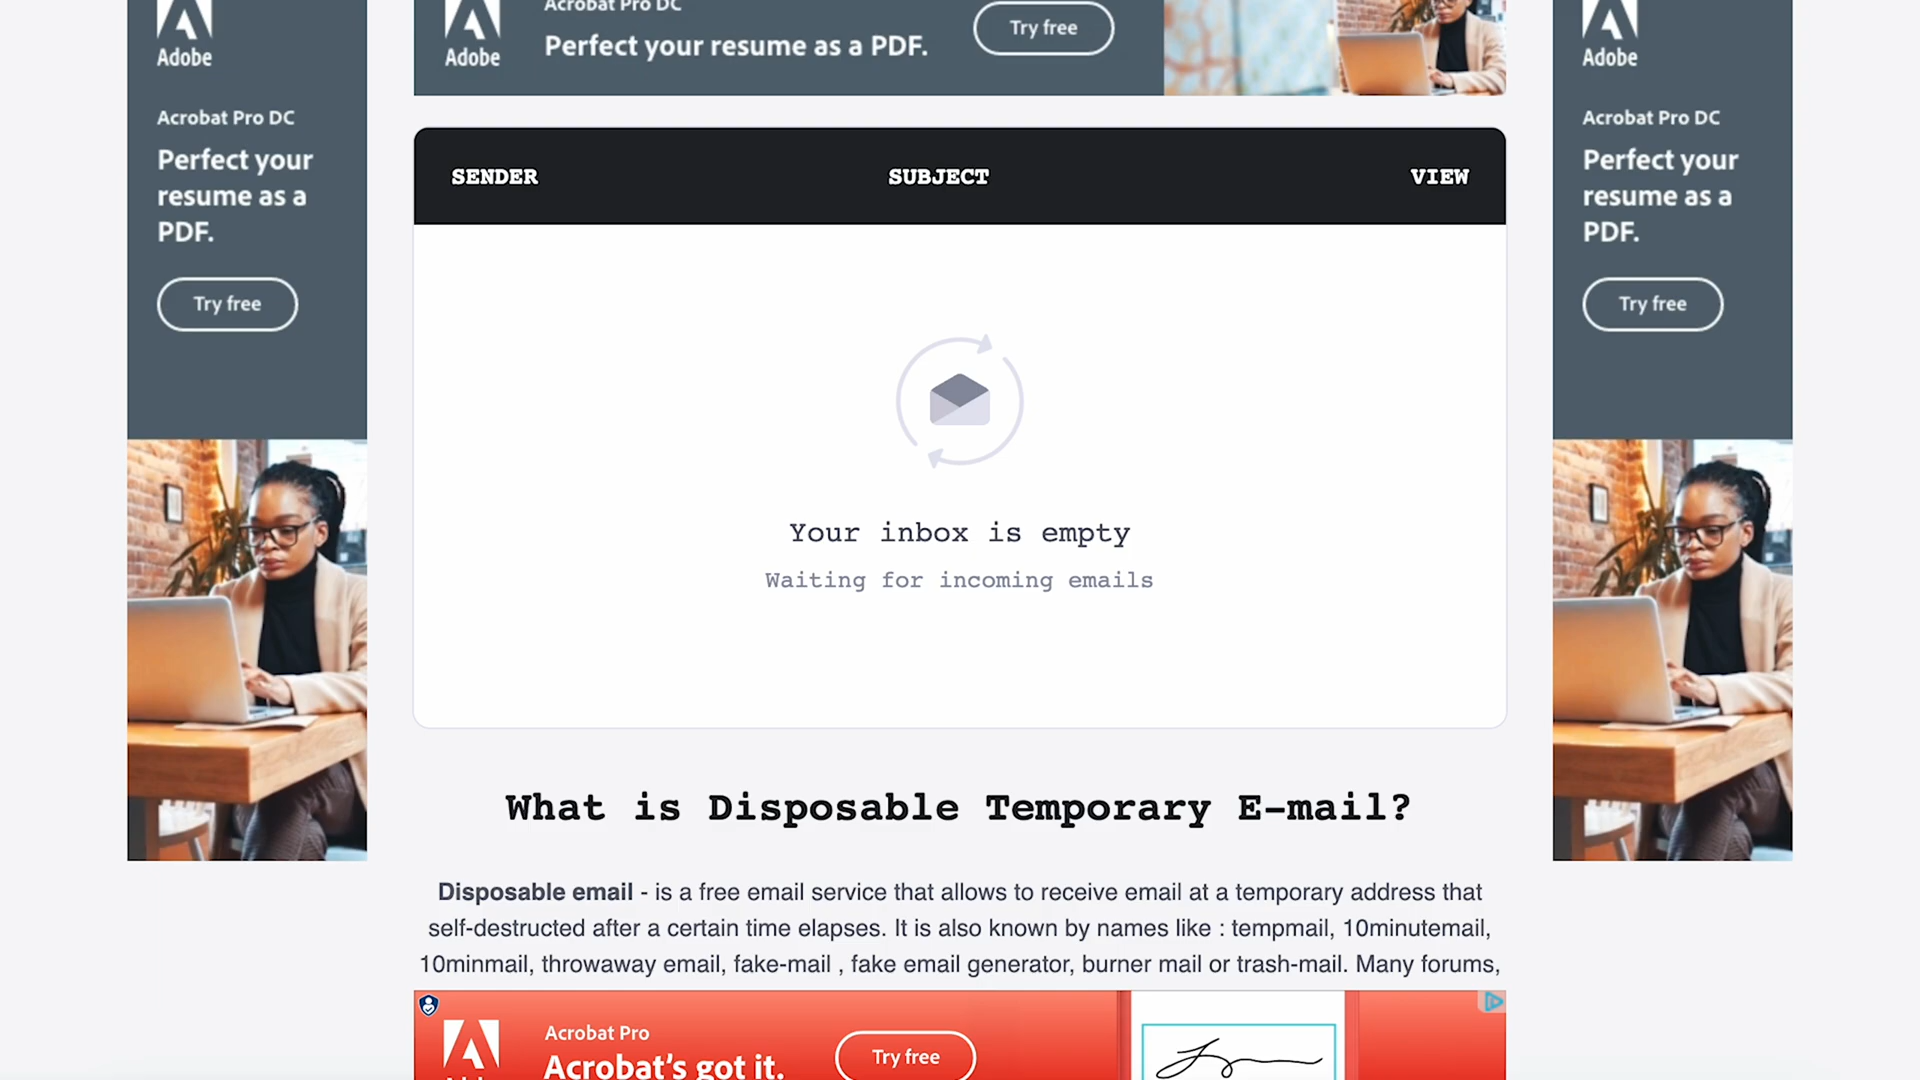 Adobe
Acrobat Pro DC
Perfect your
resume as a
PDF.
Try free
Adobe
Acrobat Pro DC
Perfect your resume as a PDF.
Try free
SENDER SUBJECT VIEW
Your inbox is empty
Waiting for incoming emails
What is Disposable Temporary E-mail?
Disposable email - is a free email service that allows to receive email at a temporary address that
self-destructed after a certain time elapses. It is also known by names like : tempmail, 10minutemail,
10minmail, throwaway email, fake-mail , fake email generator, burner mail or trash-mail. Many forums,
Acrobat Pro
Acrobat's got it.
Try free
Adobe
Acrobat Pro DC
Perfect your
resume as a
PDF.
Try free